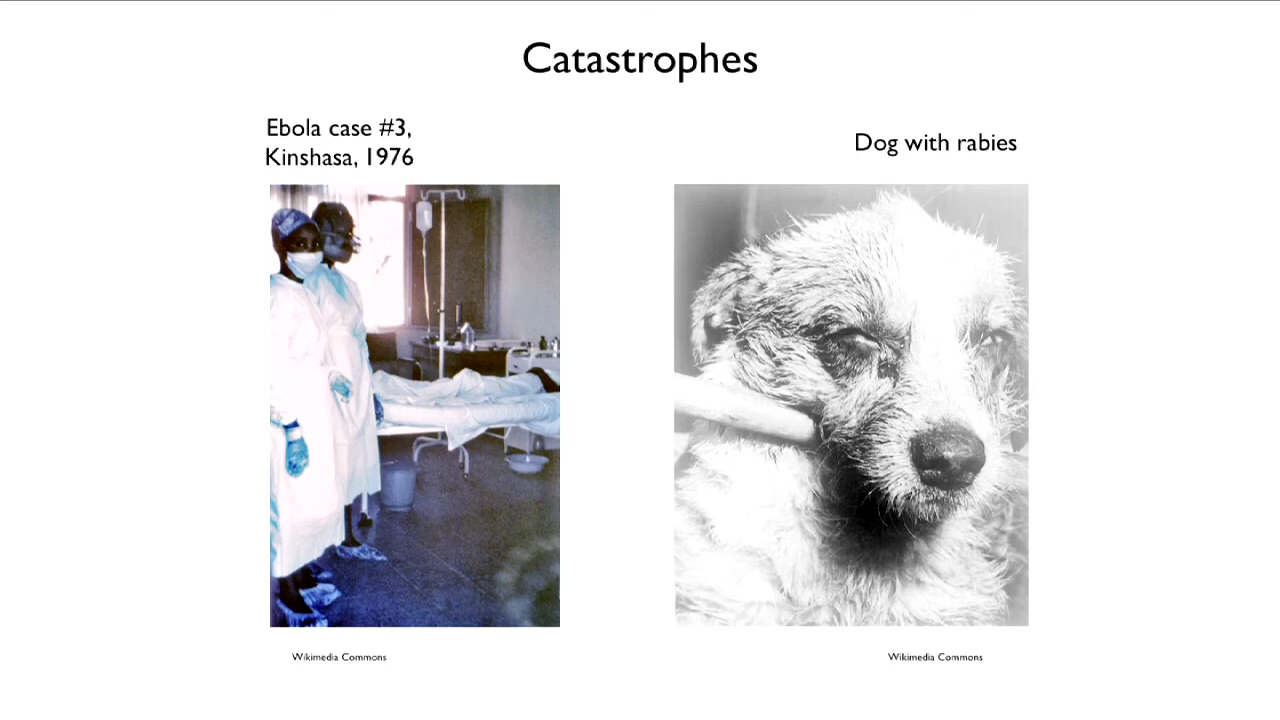 Catastrophes
Ebola case #3,
Kinshasa, 1976
Dog with rabies
Wikimedia Commons
Wikimedia Commons